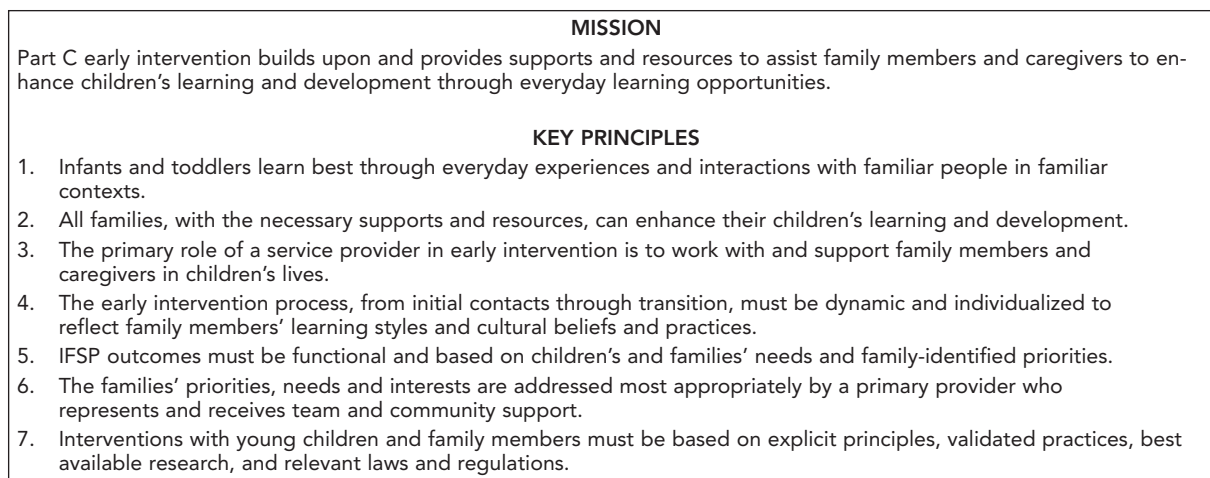 MISSION
Part C early intervention builds upon and provides supports and resources to assist family members and caregivers to en-
hance children’s learning and development through everyday learning opportunities.
KEY PRINCIPLES
1. Infants and toddlers learn best through everyday experiences and interactions with familiar people in familiar
contexts.
2. All families, with the necessary supports and resources, can enhance their children’s learning and development.
3. The primary role of a service provider in early intervention is to work with and support family members and
caregivers in children’s lives.
4. The early intervention process, from initial contacts through transition, must be dynamic and individualized to
reflect family members’ learning styles and cultural beliefs and practices.
5. IFSP outcomes must be functional and based on children’s and families’ needs and family-identified priorities.
6. The families’ priorities, needs and interests are addressed most appropriately by a primary provider who
represents and receives team and community support.
7. Interventions with young children and family members must be based on explicit principles, validated practices, best
available research, and relevant laws and regulations.